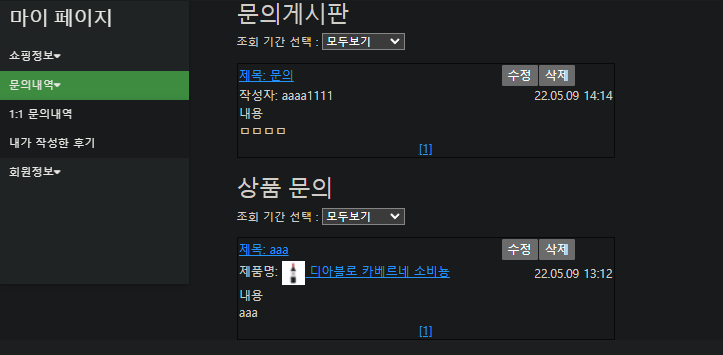 마이 페이지
쇼핑정보
문의내역
1:1 문의내역
내가 작성한 후기
회원정보
문의게시판
조회 기간 선택 : 모두보기
제목: 문의 수정 삭제
작성자: aaaa1111 22.05.09 14:14
내용
ㅁㅁㅁㅁ
[1]
상품 문의
조회 기간 선택 : 모두보기
제목: aaa 수정 삭제
제품명: 디아블로 카베르네 소비뇽 22.05.09 13:12
내용
aaa
[1]